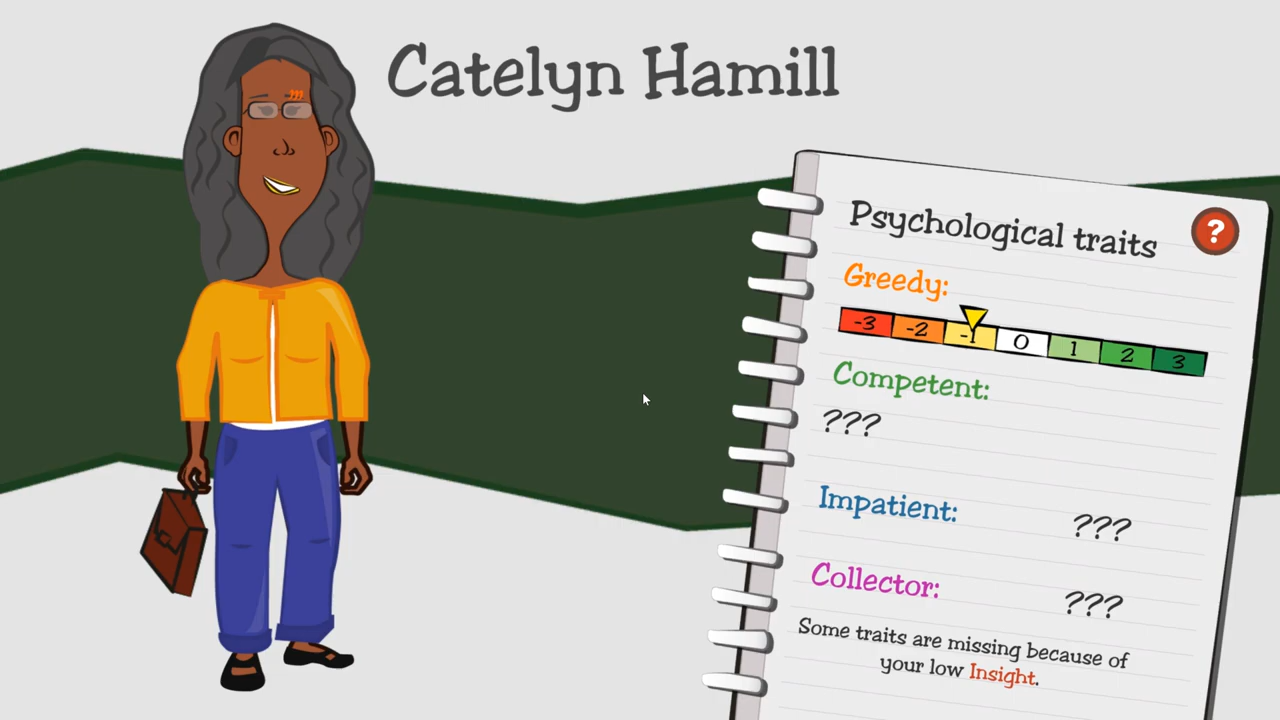 Catelyn Hamill
Psychological traits
?
Greedy:
-3 -2 -1 0 1 2 3
Competent:
???
Impatient: ???
Collector: ???
Some traits are missing because of
your low Insight.